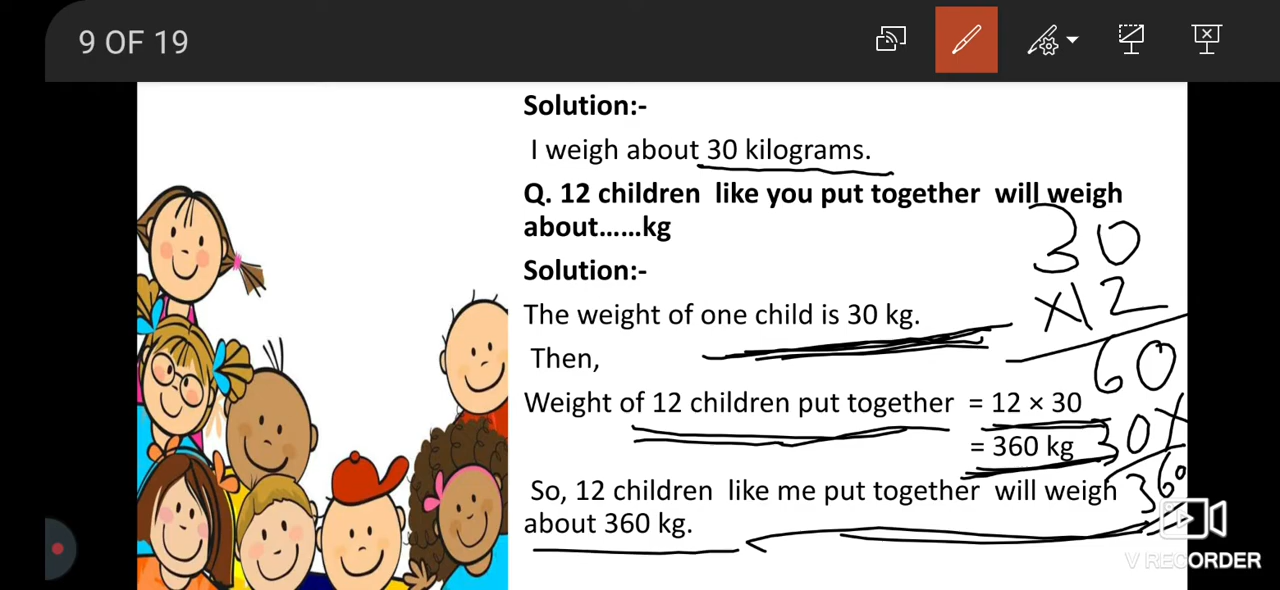 9 OF 19
Solution:-
I weigh about 30 kilograms.
Q. 12 children like you put together will weigh
about......kg
Solution:-
The weight of one child is 30 kg.
Then,
Weight of 12 children put together = 12 × 30
= 360 kg
So, 12 children like me put together will weigh
about 360 kg.
30
×12
60
30×
360
V RECORDER